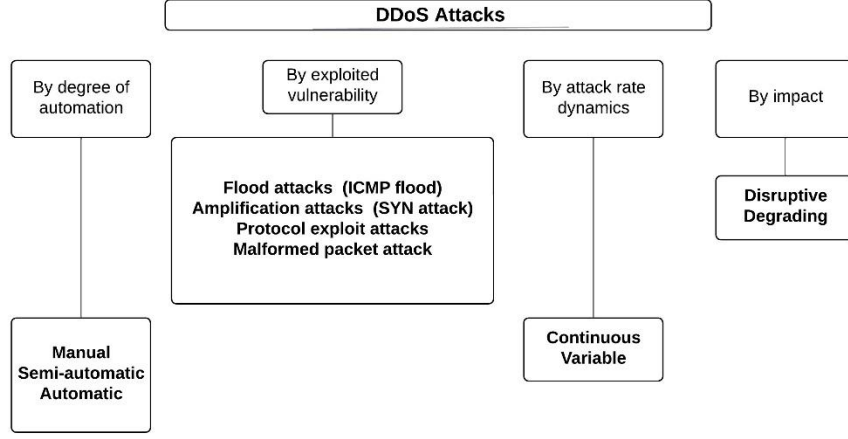 DDoS Attacks
By degree of
automation
By exploited
vulnerability
By attack rate
dynamics
By impact
Flood attacks (ICMP flood)
Amplification attacks (SYN attack)
Protocol exploit attacks
Malformed packet attack
Disruptive
Degrading
Manual
Semi-automatic
Automatic
Continuous
Variable